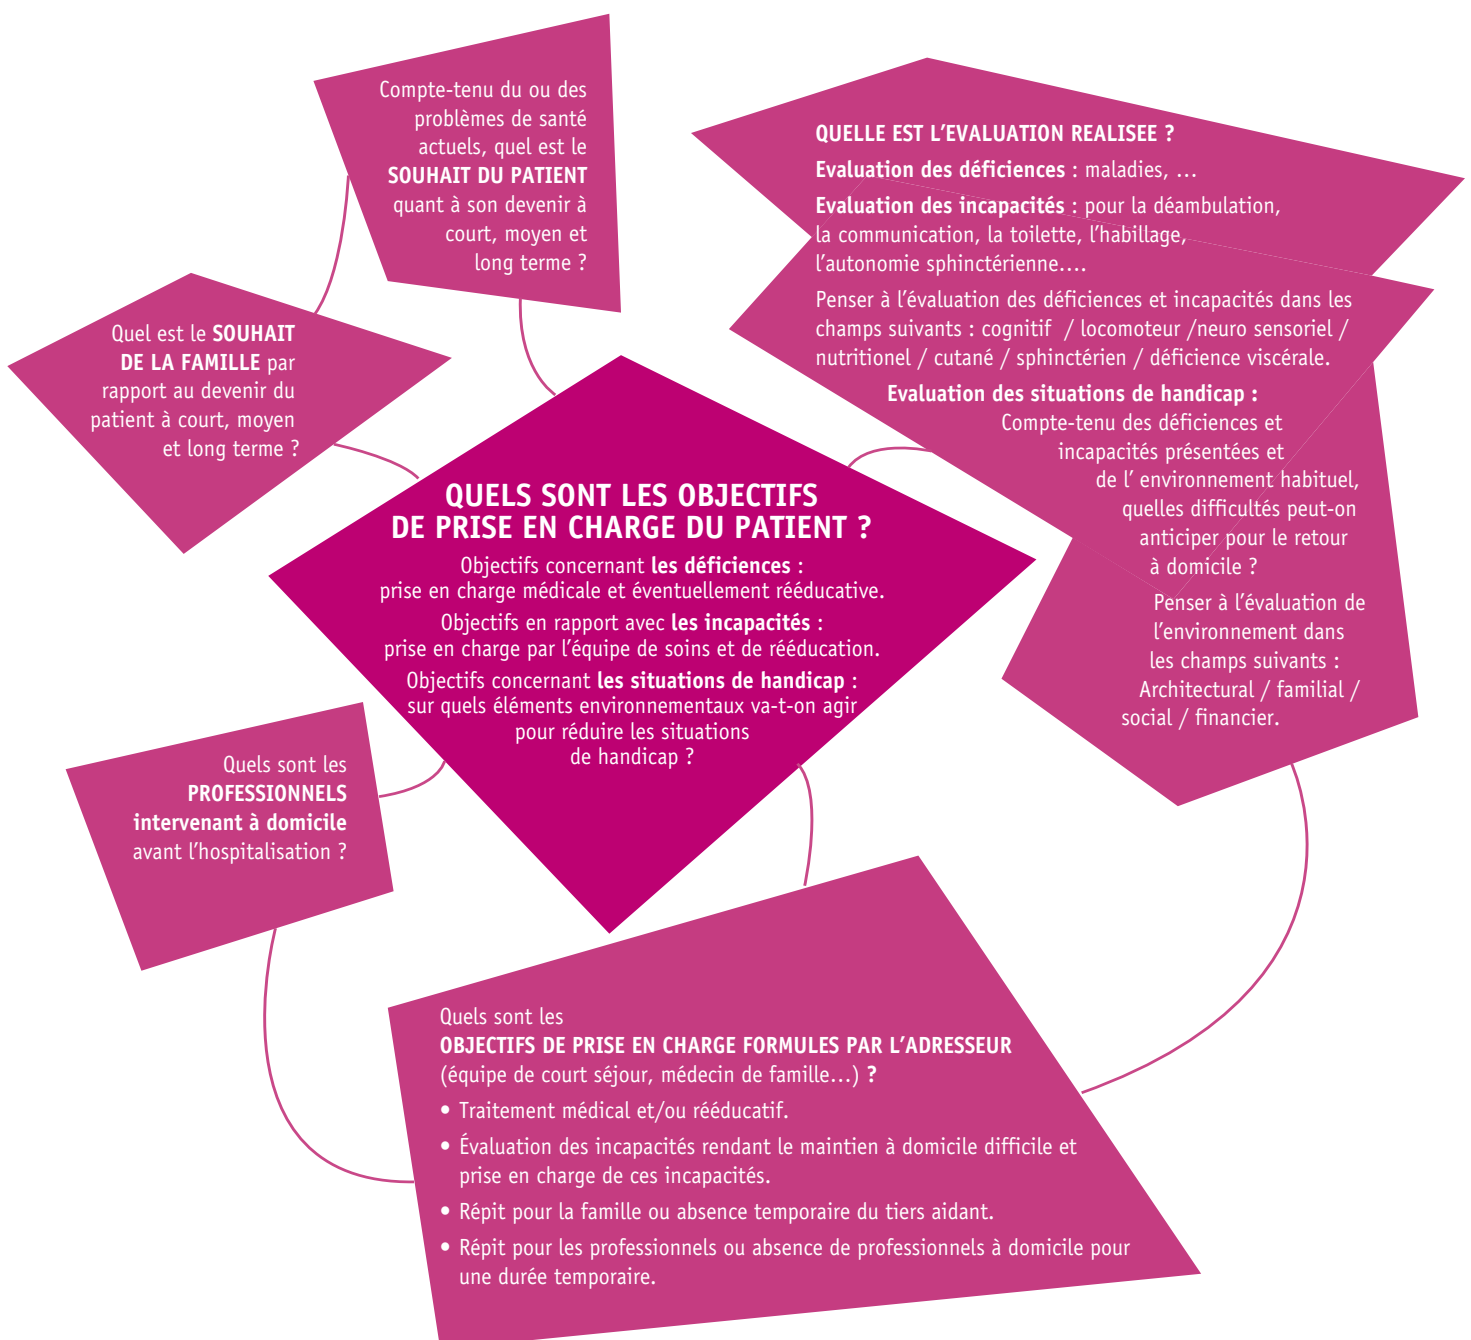 Compte-tenu du ou des
problèmes de santé
actuels, quel est le
SOUHAIT DU PATIENT
quant à son devenir à
court, moyen et
long terme ?
QUELLE EST L'EVALUATION REALISEE ?
Evaluation des déficiences : maladies, ...
Evaluation des incapacités : pour la déambulation,
la communication, la toilette, l'habillage,
l'autonomie sphinctérienne....
Penser à l'évaluation des déficiences et incapacités dans les
champs suivants : cognitif / locomoteur /neuro sensoriel /
nutritionel / cutané / sphinctérien / déficience viscérale.
Evaluation des situations de handicap :
Compte-tenu des déficiences et
incapacités présentées et
de l' environnement habituel,
quelles difficultés peut-on
anticiper pour le retour
à domicile ?
Penser à l'évaluation de
l'environnement dans
les champs suivants :
Architectural / familial /
social / financier.
Quel est le SOUHAIT
DE LA FAMILLE par
rapport au devenir du
patient à court, moyen
et long terme ?
QUELS SONT LES OBJECTIFS
DE PRISE EN CHARGE DU PATIENT ?
Objectifs concernant les déficiences :
prise en charge médicale et éventuellement rééducative.
Objectifs en rapport avec les incapacités :
prise en charge par l'équipe de soins et de rééducation.
Objectifs concernant les situations de handicap :
sur quels éléments environnementaux va-t-on agir
pour réduire les situations
de handicap ?
Quels sont les
PROFESSIONNELS
intervenant à domicile
avant l'hospitalisation ?
Quels sont les
OBJECTIFS DE PRISE EN CHARGE FORMULES PAR L'ADRESSEUR
(équipe de court séjour, médecin de famille...) ?
• Traitement médical et/ou rééducatif.
• Évaluation des incapacités rendant le maintien à domicile difficile et
prise en charge de ces incapacités.
• Répit pour la famille ou absence temporaire du tiers aidant.
• Répit pour les professionnels ou absence de professionnels à domicile pour
une durée temporaire.